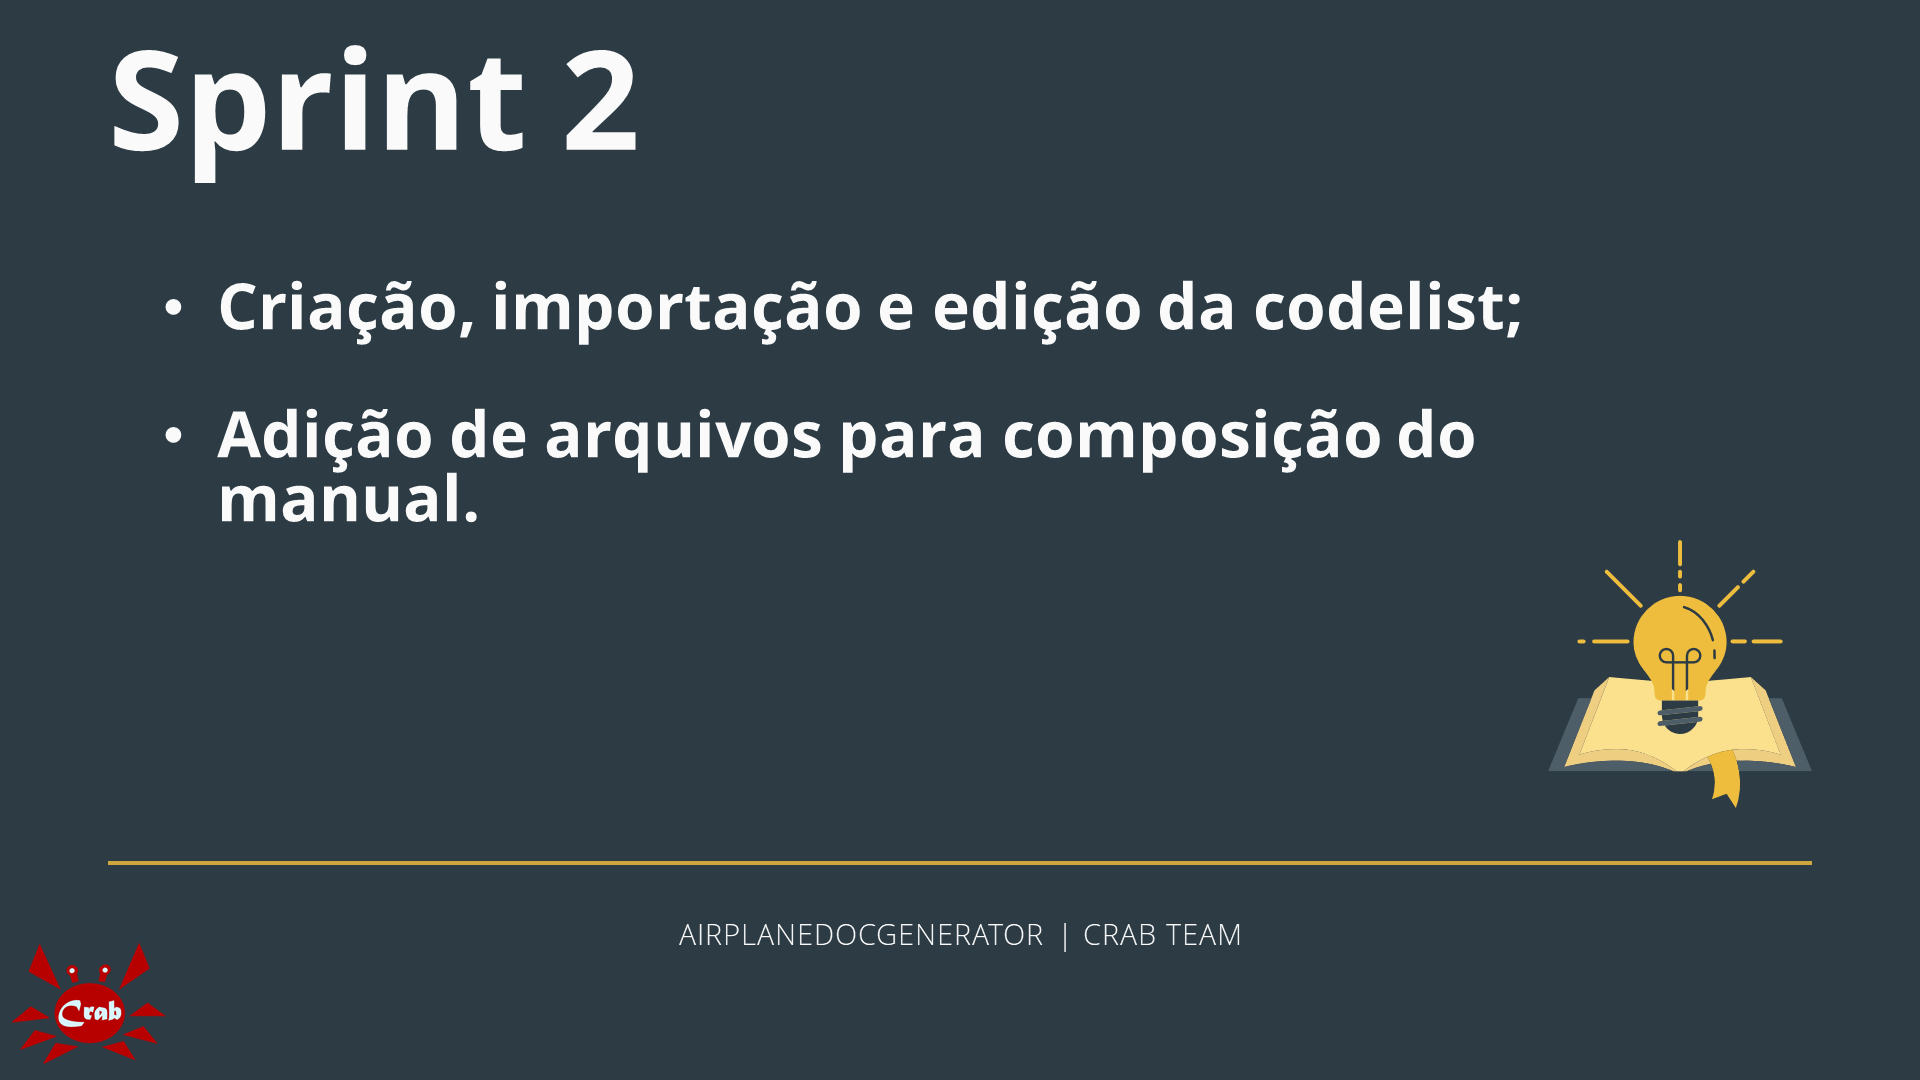 Sprint 2
• Criação, importação e edição da codelist;
• Adição de arquivos para composição do
manual.
AIRPLANEDOCGENERATOR | CRAB TEAM
Crab